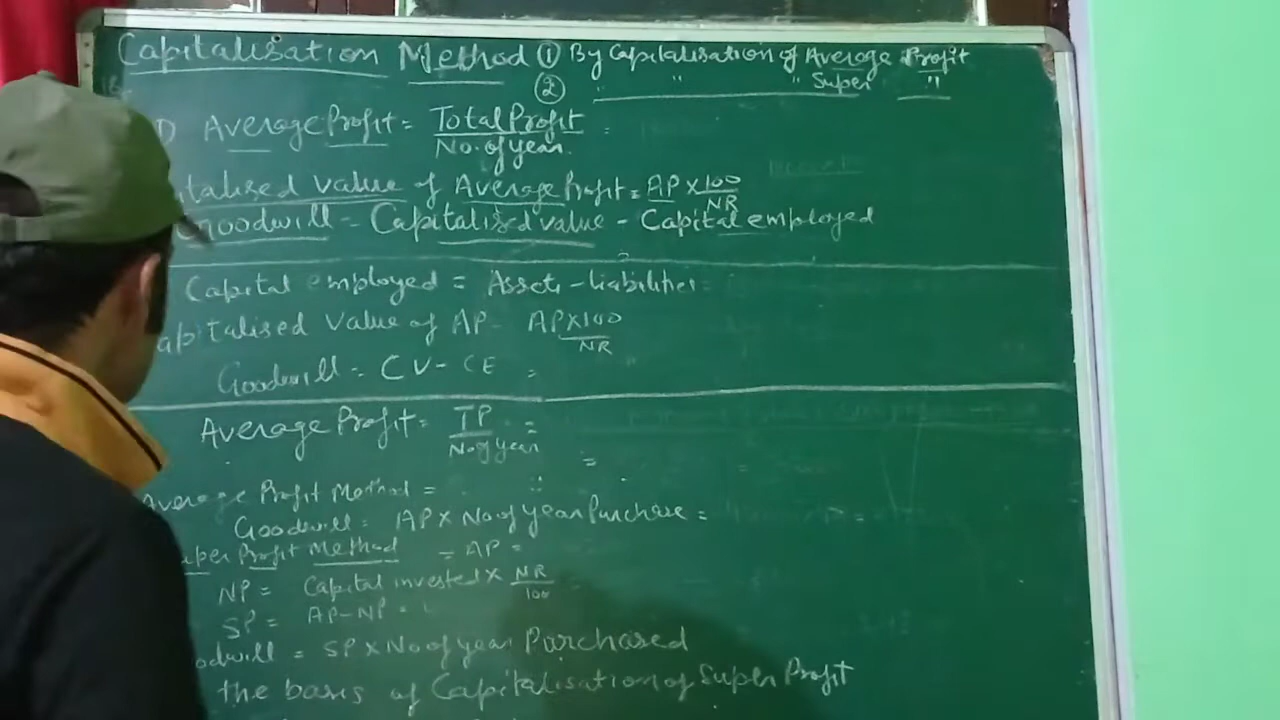 Capitalisation Method ① By Capitalisation of Average Profit
② " " Super "
Average Profit = Total Profit / No. of year.
italised value of Average Profit = AP × 100 / NR
Goodwill - Capitalised value - Capital employed
Capital employed = Assets - liabilities
apitalised Value of AP - AP×100 / NR
Goodwill = CV - CE =
Average Profit = TP / No of year =
Average Profit Method =
Goodwill = AP × No of year Purchase =
uper Profit Method = AP =
NP = Capital invested × NR / 100
SP = AP - NP =
odwill = SP × No of year Purchased
the basis of Capitalisation of Super Profit